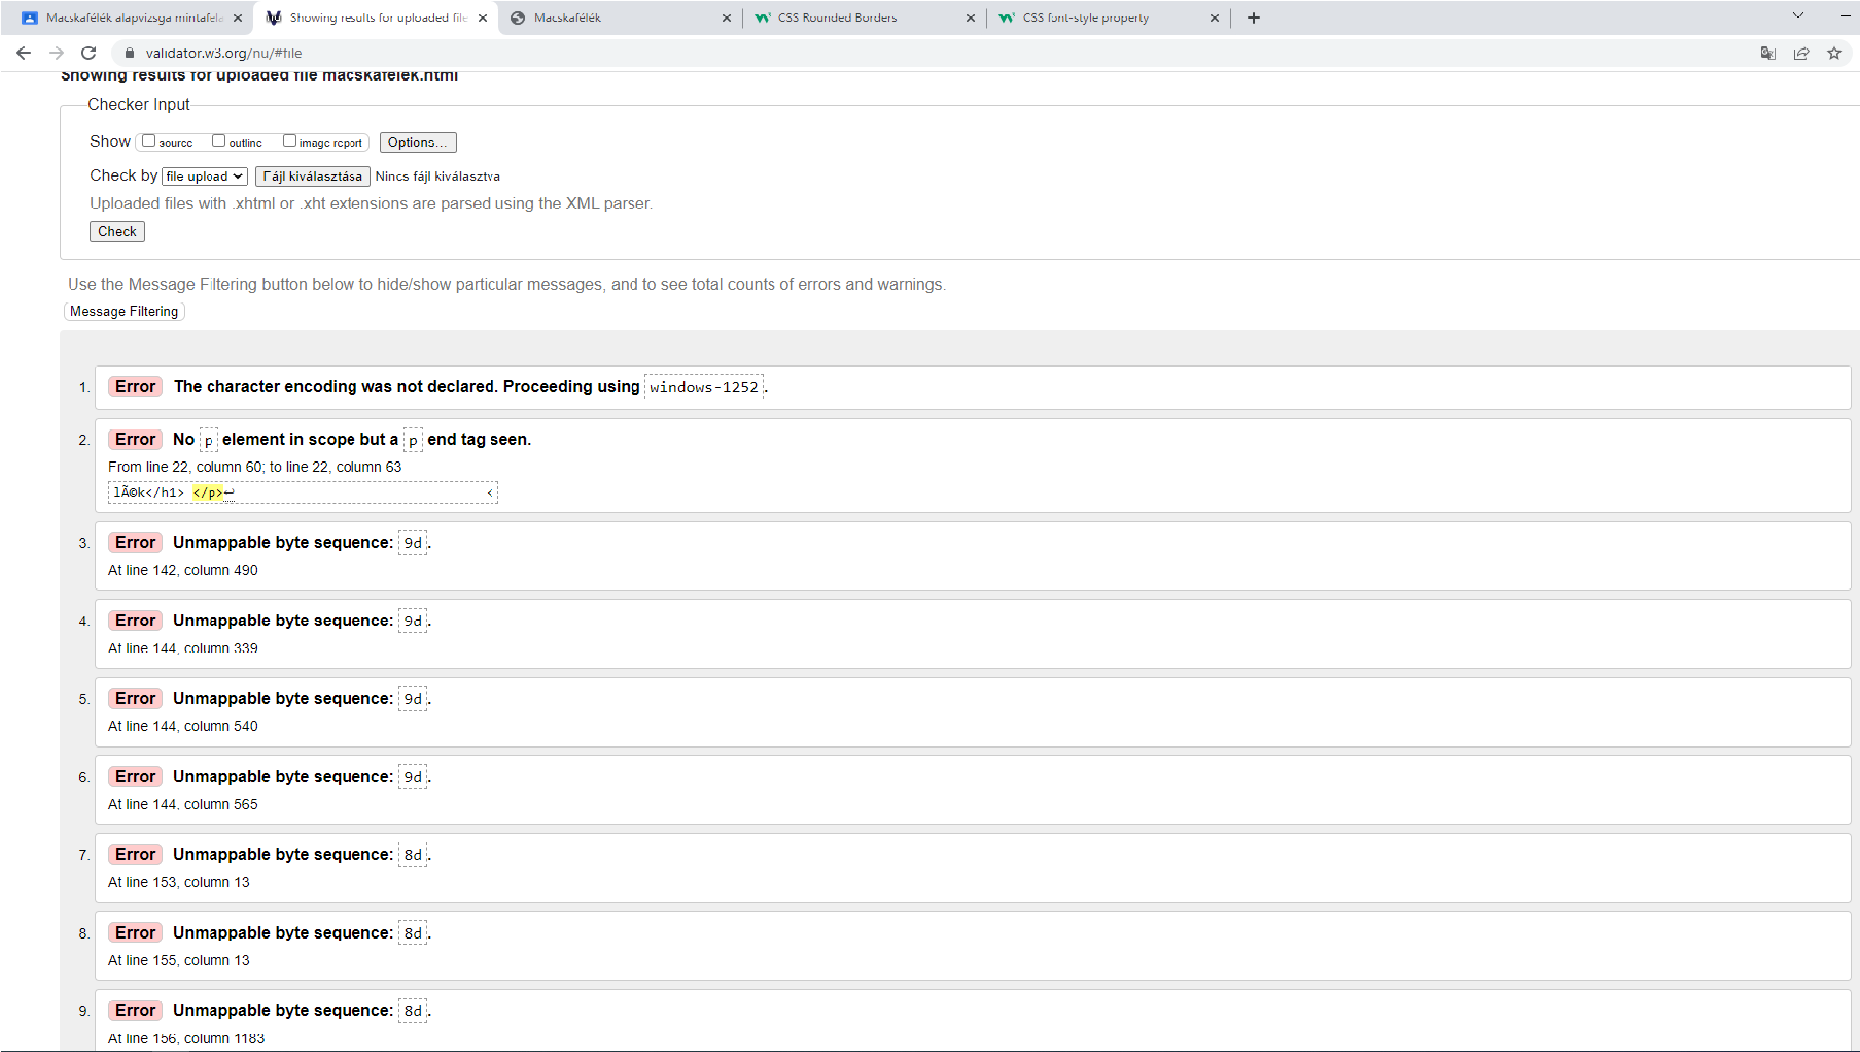 Macskafélék alapvizsga mintafela
Showing results for uploaded file
Macskafélék
CSS Rounded Borders
CSS font-style property
validator.w3.org/nu/#file
Showing results for uploaded file macskafelek.html
Checker Input
Show source outline image report Options...
Check by file upload Fájl kiválasztása Nincs fájl kiválasztva
Uploaded files with .xhtml or .xht extensions are parsed using the XML parser.
Check
Use the Message Filtering button below to hide/show particular messages, and to see total counts of errors and warnings.
Message Filtering
1. Error The character encoding was not declared. Proceeding using windows-1252.
2. Error No p element in scope but a p end tag seen.
From line 22, column 60; to line 22, column 63
lÃ©k</h1> </p>↩ <
3. Error Unmappable byte sequence: 9d.
At line 142, column 490
4. Error Unmappable byte sequence: 9d.
At line 144, column 339
5. Error Unmappable byte sequence: 9d.
At line 144, column 540
6. Error Unmappable byte sequence: 9d.
At line 144, column 565
7. Error Unmappable byte sequence: 8d.
At line 153, column 13
8. Error Unmappable byte sequence: 8d.
At line 155, column 13
9. Error Unmappable byte sequence: 8d.
At line 156, column 1183